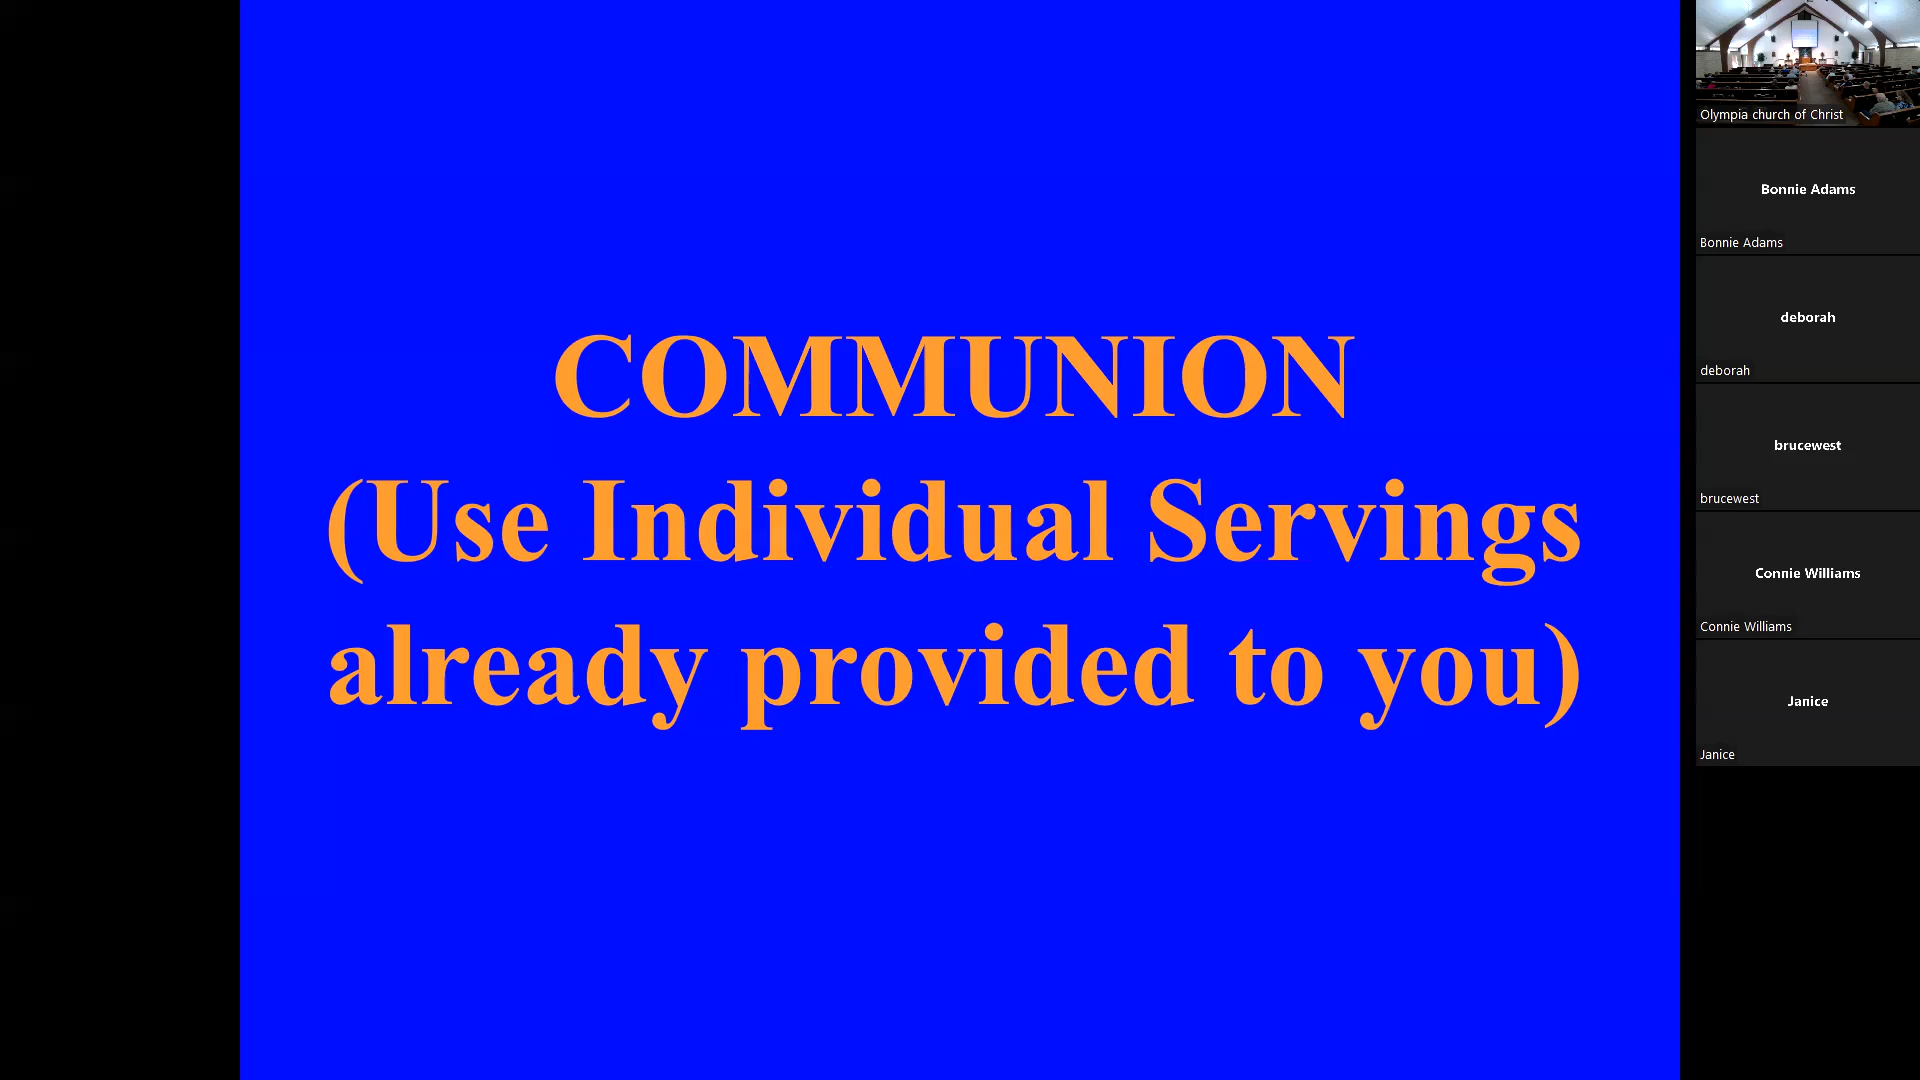 COMMUNION
(Use Individual Servings
already provided to you)
Olympia church of Christ
Bonnie Adams
Bonnie Adams
deborah
deborah
brucewest
brucewest
Connie Williams
Connie Williams
Janice
Janice